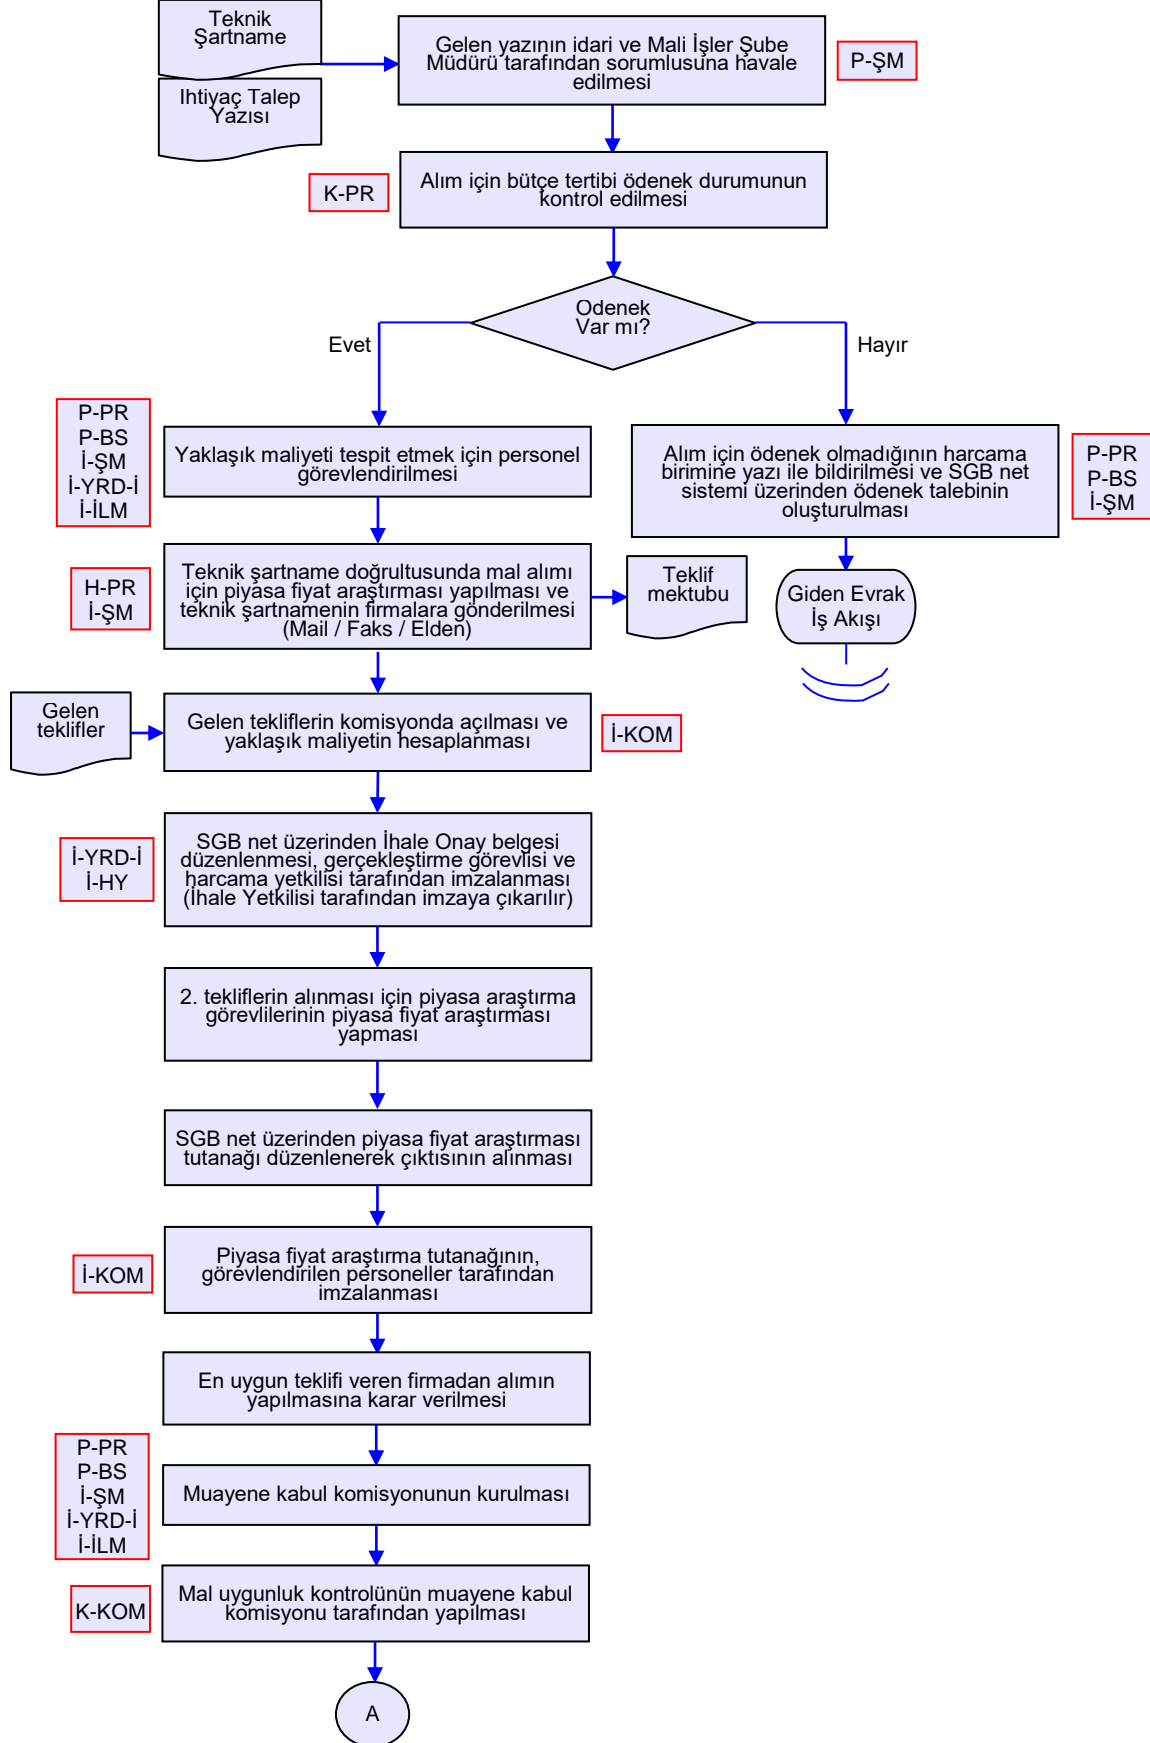 Teknik
Şartname
Gelen yazının idari ve Mali İşler Şube
Müdürü tarafından sorumlusuna havale
edilmesi
P-ŞM
Ihtiyaç Talep
Yazısı
K-PR
Alım için bütçe tertibi ödenek durumunun
kontrol edilmesi
Odenek
Var mı?
Evet
Hayır
P-PR
P-BS
İ-ŞM
İ-YRD-İ
İ-İLM
Yaklaşık maliyeti tespit etmek için personel
görevlendirilmesi
Alım için ödenek olmadığının harcama
birimine yazı ile bildirilmesi ve SGB net
sistemi üzerinden ödenek talebinin
oluşturulması
P-PR
P-BS
İ-ŞM
H-PR
İ-ŞM
Teknik şartname doğrultusunda mal alımı
için piyasa fiyat araştırması yapılması ve
teknik şartnamenin firmalara gönderilmesi
(Mail / Faks / Elden)
Teklif
mektubu
Giden Evrak
İş Akışı
Gelen
teklifler
Gelen tekliflerin komisyonda açılması ve
yaklaşık maliyetin hesaplanması
İ-KOM
İ-YRD-İ
İ-HY
SGB net üzerinden İhale Onay belgesi
düzenlenmesi, gerçekleştirme görevlisi ve
harcama yetkilisi tarafından imzalanması
(İhale Yetkilisi tarafından imzaya çıkarılır)
2. tekliflerin alınması için piyasa araştırma
görevlilerinin piyasa fiyat araştırması
yapması
SGB net üzerinden piyasa fiyat araştırması
tutanağı düzenlenerek çıktısının alınması
İ-KOM
Piyasa fiyat araştırma tutanağının,
görevlendirilen personeller tarafından
imzalanması
En uygun teklifi veren firmadan alımın
yapılmasına karar verilmesi
P-PR
P-BS
İ-ŞM
İ-YRD-İ
İ-İLM
Muayene kabul komisyonunun kurulması
K-KOM
Mal uygunluk kontrolünün muayene kabul
komisyonu tarafından yapılması
A